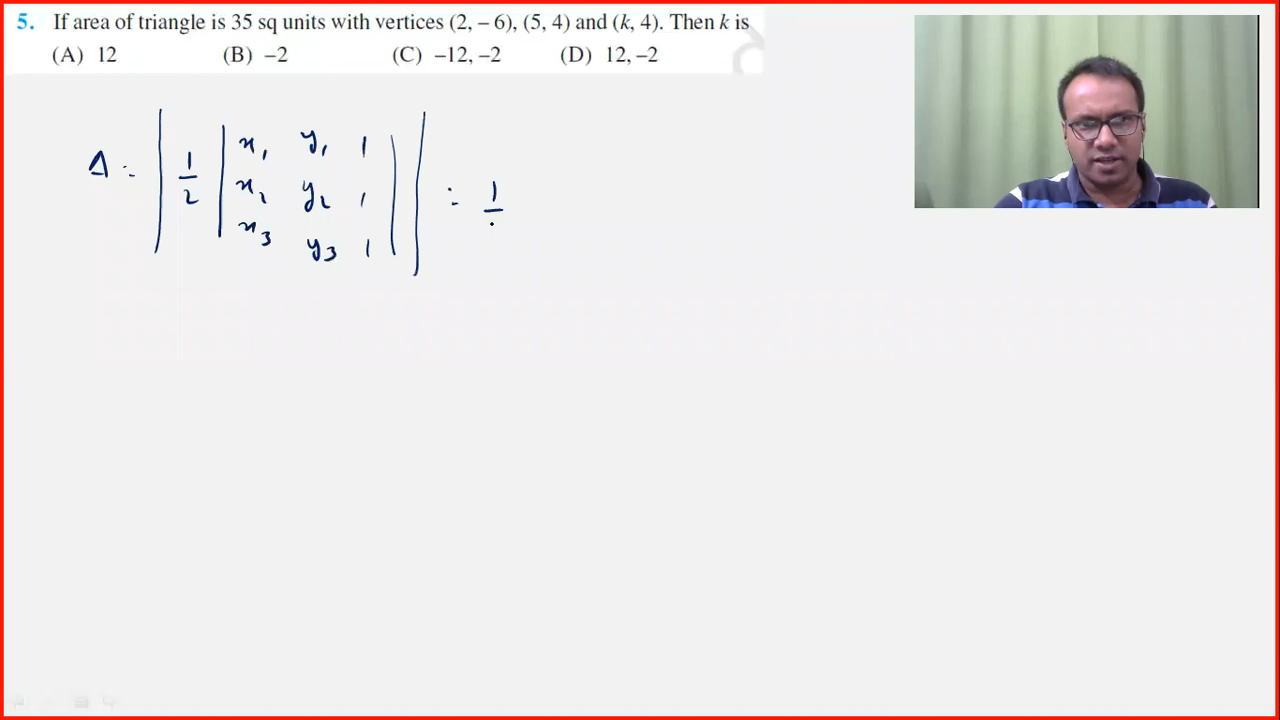 5. If area of triangle is 35 sq units with vertices (2, – 6), (5, 4) and (k, 4). Then k is
(A) 12 (B) –2 (C) –12, –2 (D) 12, –2
Δ = | 1/2 | x₁ y₁ 1
x₂ y₂ 1
x₃ y₃ 1 | | = 1/